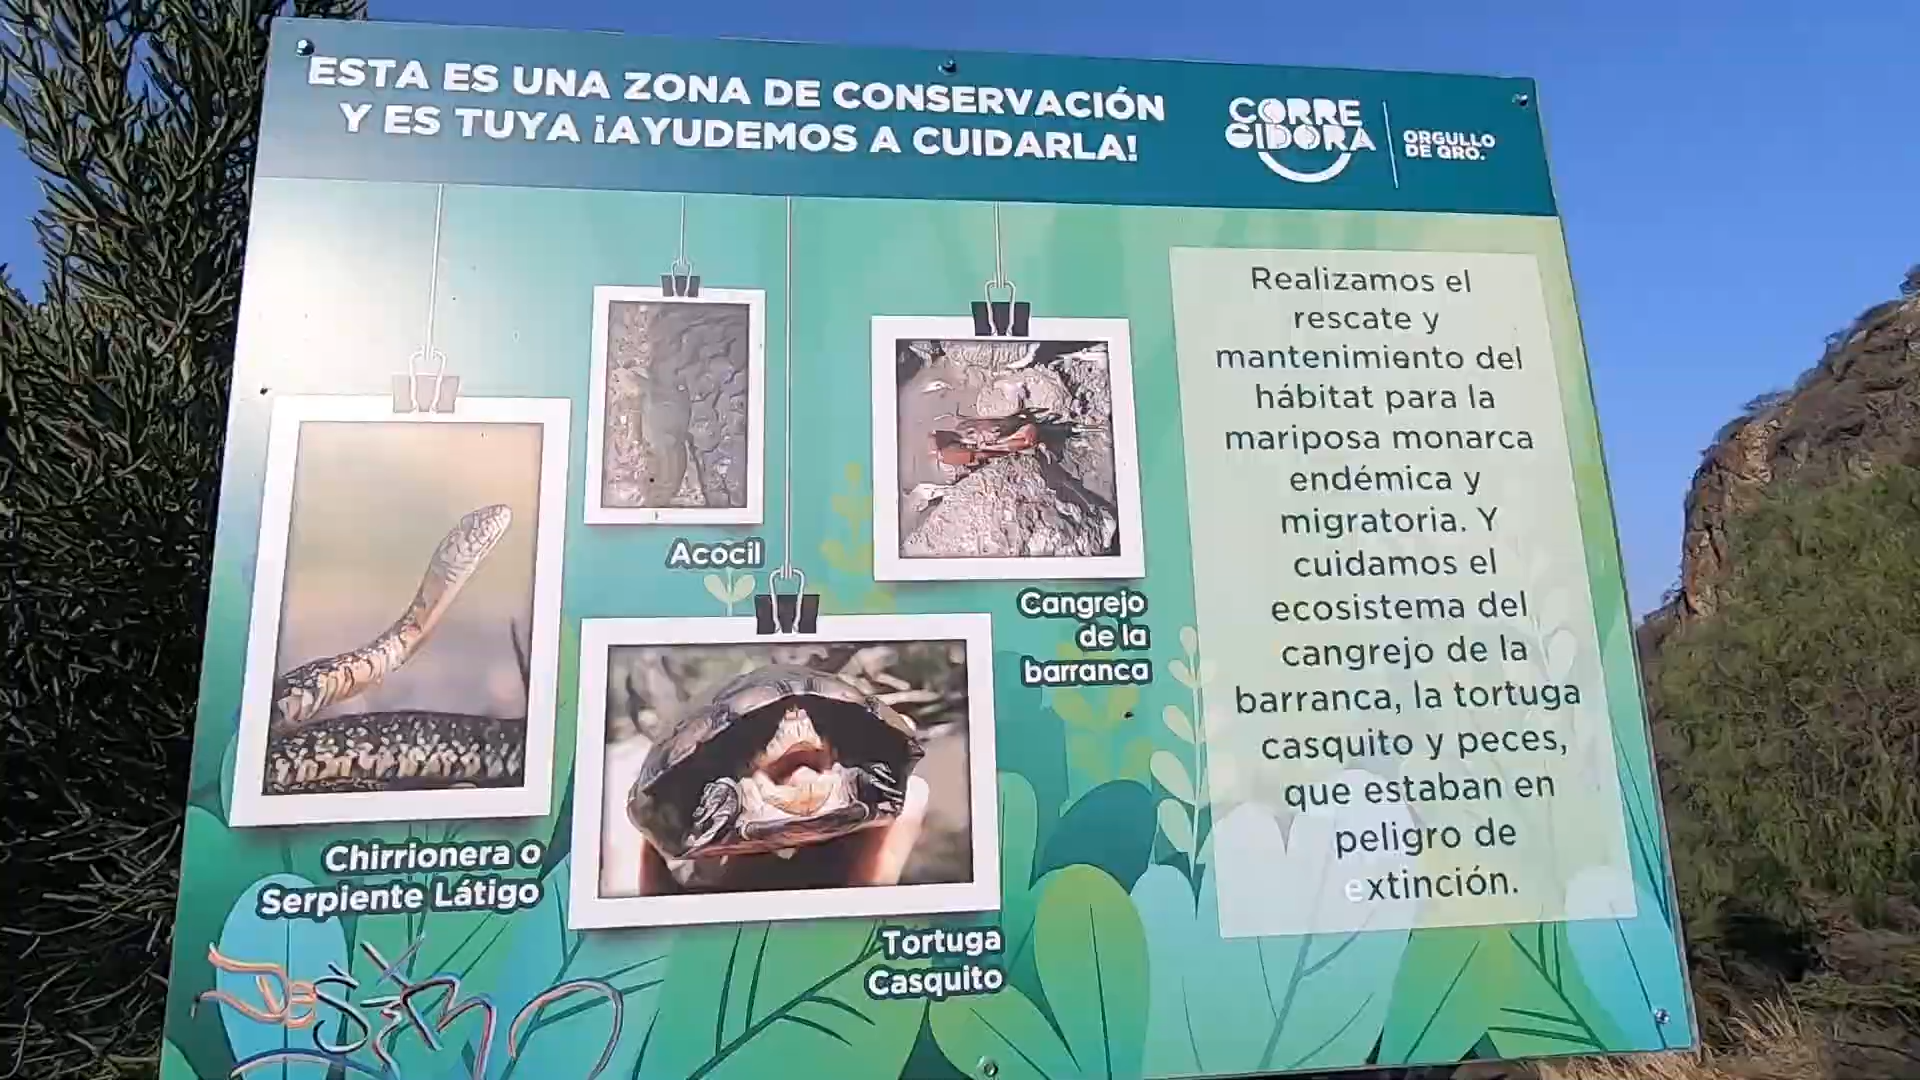 ESTA ES UNA ZONA DE CONSERVACIÓN
Y ES TUYA ¡AYUDEMOS A CUIDARLA!
CORRE
GIDORA
ORGULLO
DE QRO.
Acocil
Cangrejo
de la
barranca
Chirrionera o
Serpiente Látigo
Tortuga
Casquito
Realizamos el
rescate y
mantenimiento del
hábitat para la
mariposa monarca
endémica y
migratoria. Y
cuidamos el
ecosistema del
cangrejo de la
barranca, la tortuga
casquito y peces,
que estaban en
peligro de
extinción.